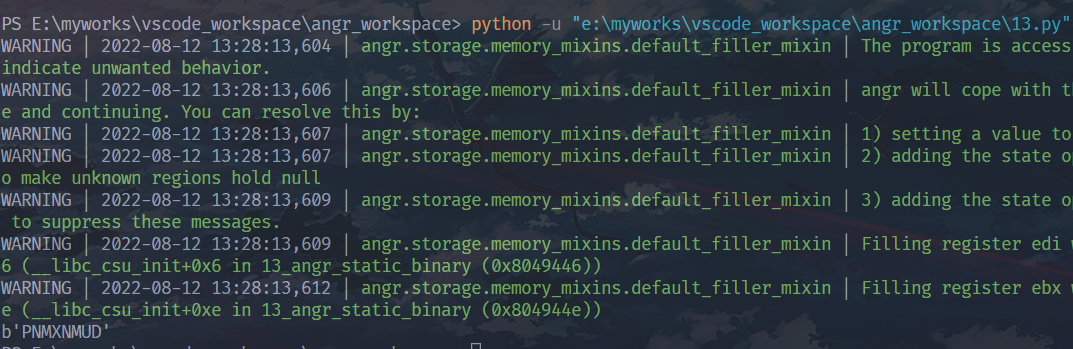 PS E:\myworks\vscode_workspace\angr_workspace> python -u "e:\myworks\vscode_workspace\angr_workspace\13.py"
WARNING | 2022-08-12 13:28:13,604 | angr.storage.memory_mixins.default_filler_mixin | The program is access
indicate unwanted behavior.
WARNING | 2022-08-12 13:28:13,606 | angr.storage.memory_mixins.default_filler_mixin | angr will cope with th
e and continuing. You can resolve this by:
WARNING | 2022-08-12 13:28:13,607 | angr.storage.memory_mixins.default_filler_mixin | 1) setting a value to
WARNING | 2022-08-12 13:28:13,607 | angr.storage.memory_mixins.default_filler_mixin | 2) adding the state o
o make unknown regions hold null
WARNING | 2022-08-12 13:28:13,609 | angr.storage.memory_mixins.default_filler_mixin | 3) adding the state o
to suppress these messages.
WARNING | 2022-08-12 13:28:13,609 | angr.storage.memory_mixins.default_filler_mixin | Filling register edi w
6 (__libc_csu_init+0x6 in 13_angr_static_binary (0x8049446))
WARNING | 2022-08-12 13:28:13,612 | angr.storage.memory_mixins.default_filler_mixin | Filling register ebx w
e (__libc_csu_init+0xe in 13_angr_static_binary (0x804944e))
b'PNMXNMUD'